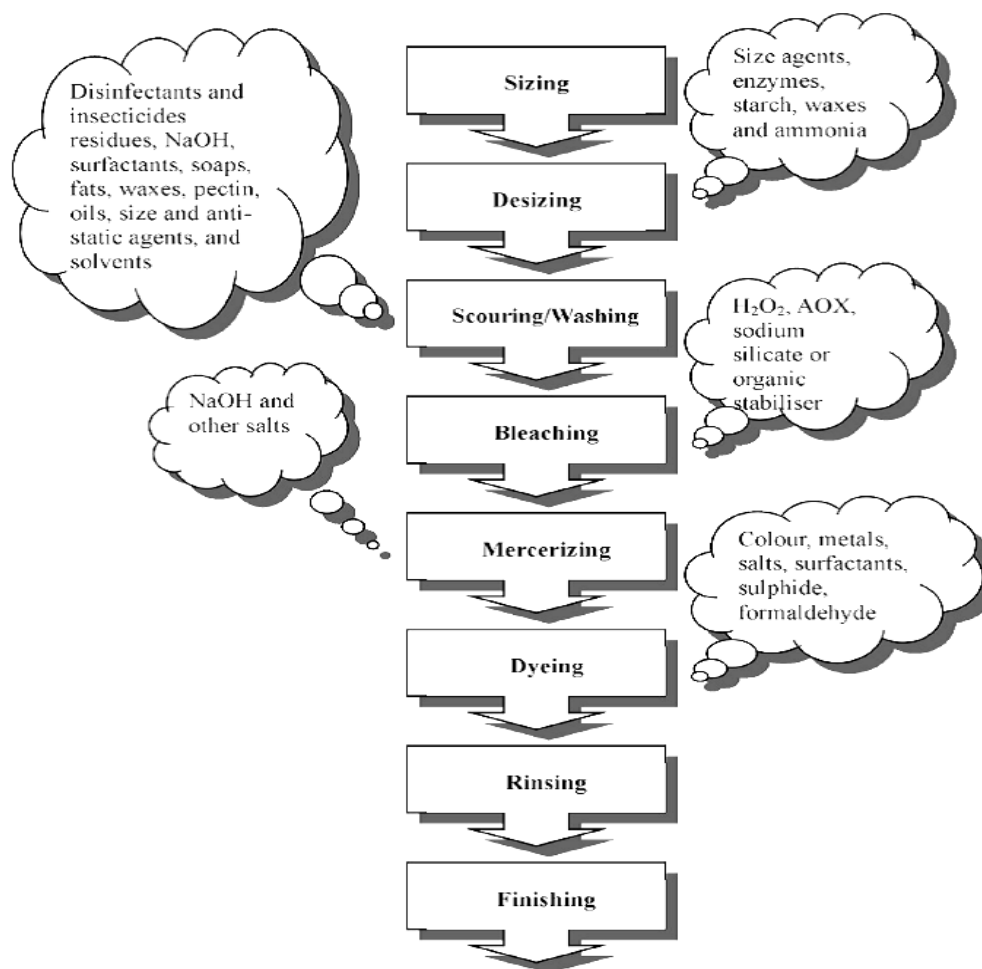 Sizing
Size agents,
enzymes,
starch, waxes
and ammonia
Disinfectants and
insecticides
residues, NaOH,
surfactants, soaps,
fats, waxes, pectin,
oils, size and anti-
static agents, and
solvents
Desizing
Scouring/Washing
H₂O₂, AOX,
sodium
silicate or
organic
stabiliser
NaOH and
other salts
Bleaching
Mercerizing
Colour, metals,
salts, surfactants,
sulphide,
formaldehyde
Dyeing
Rinsing
Finishing